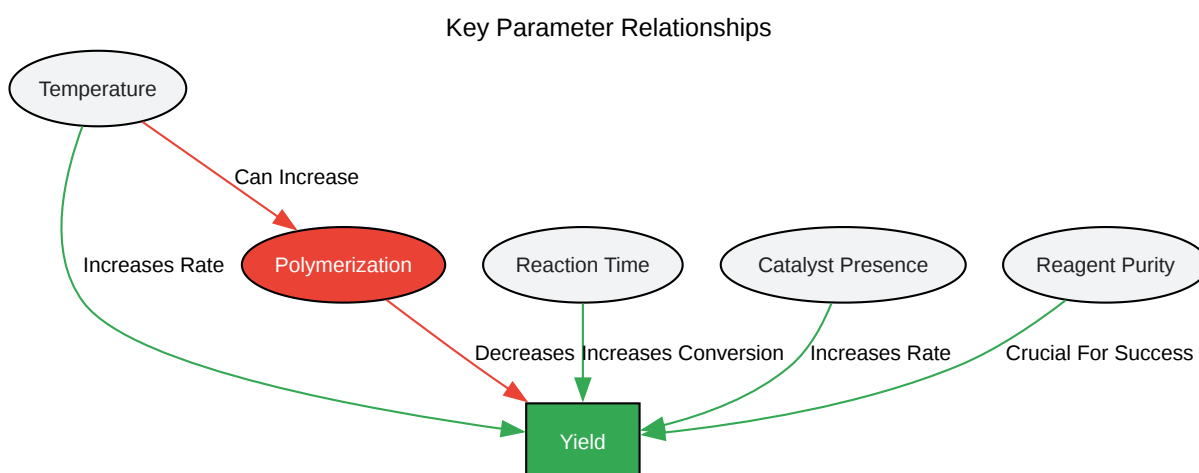 Key Parameter Relationships
Temperature
Can Increase
Increases Rate
Polymerization
Reaction Time
Catalyst Presence
Reagent Purity
Decreases
Increases Conversion
Increases Rate
Crucial For Success
Yield